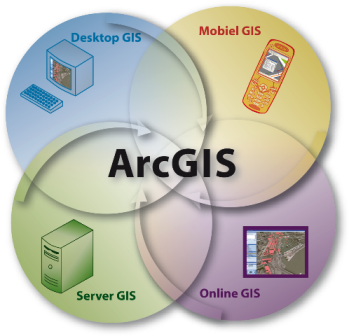 Desktop GIS
Mobiel GIS
ArcGIS
Server GIS
Online GIS